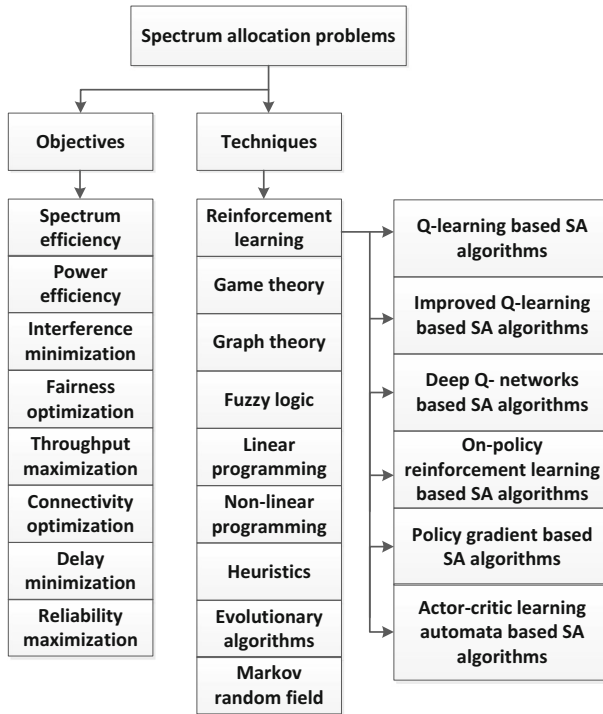 Spectrum allocation problems
Objectives
Techniques
Spectrum
efficiency
Power
efficiency
Interference
minimization
Fairness
optimization
Throughput
maximization
Connectivity
optimization
Delay
minimization
Reliability
maximization
Reinforcement
learning
Game theory
Graph theory
Fuzzy logic
Linear
programming
Non-linear
programming
Heuristics
Evolutionary
algorithms
Markov
random field
Q-learning based SA
algorithms
Improved Q-learning
based SA algorithms
Deep Q- networks
based SA algorithms
On-policy
reinforcement learning
based SA algorithms
Policy gradient based
SA algorithms
Actor-critic learning
automata based SA
algorithms